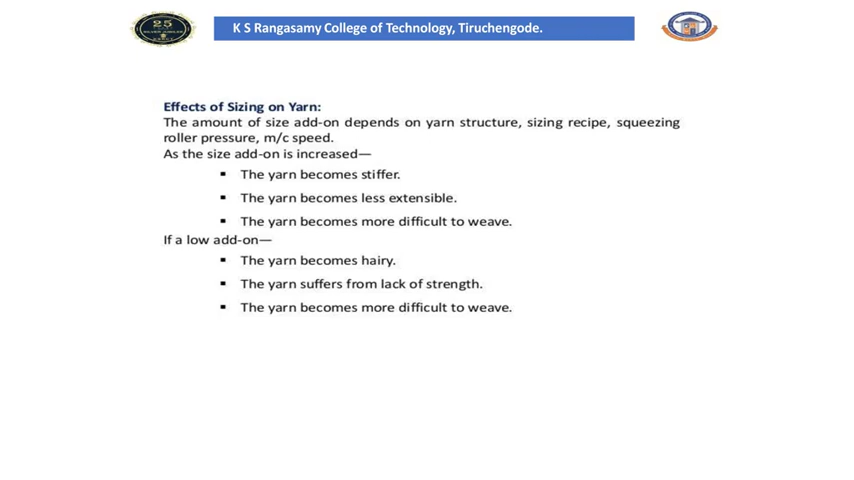 25
K S Rangasamy College of Technology, Tiruchengode.
Effects of Sizing on Yarn:
The amount of size add-on depends on yarn structure, sizing recipe, squeezing
roller pressure, m/c speed.
As the size add-on is increased—
▪ The yarn becomes stiffer.
▪ The yarn becomes less extensible.
▪ The yarn becomes more difficult to weave.
If a low add-on—
▪ The yarn becomes hairy.
▪ The yarn suffers from lack of strength.
▪ The yarn becomes more difficult to weave.